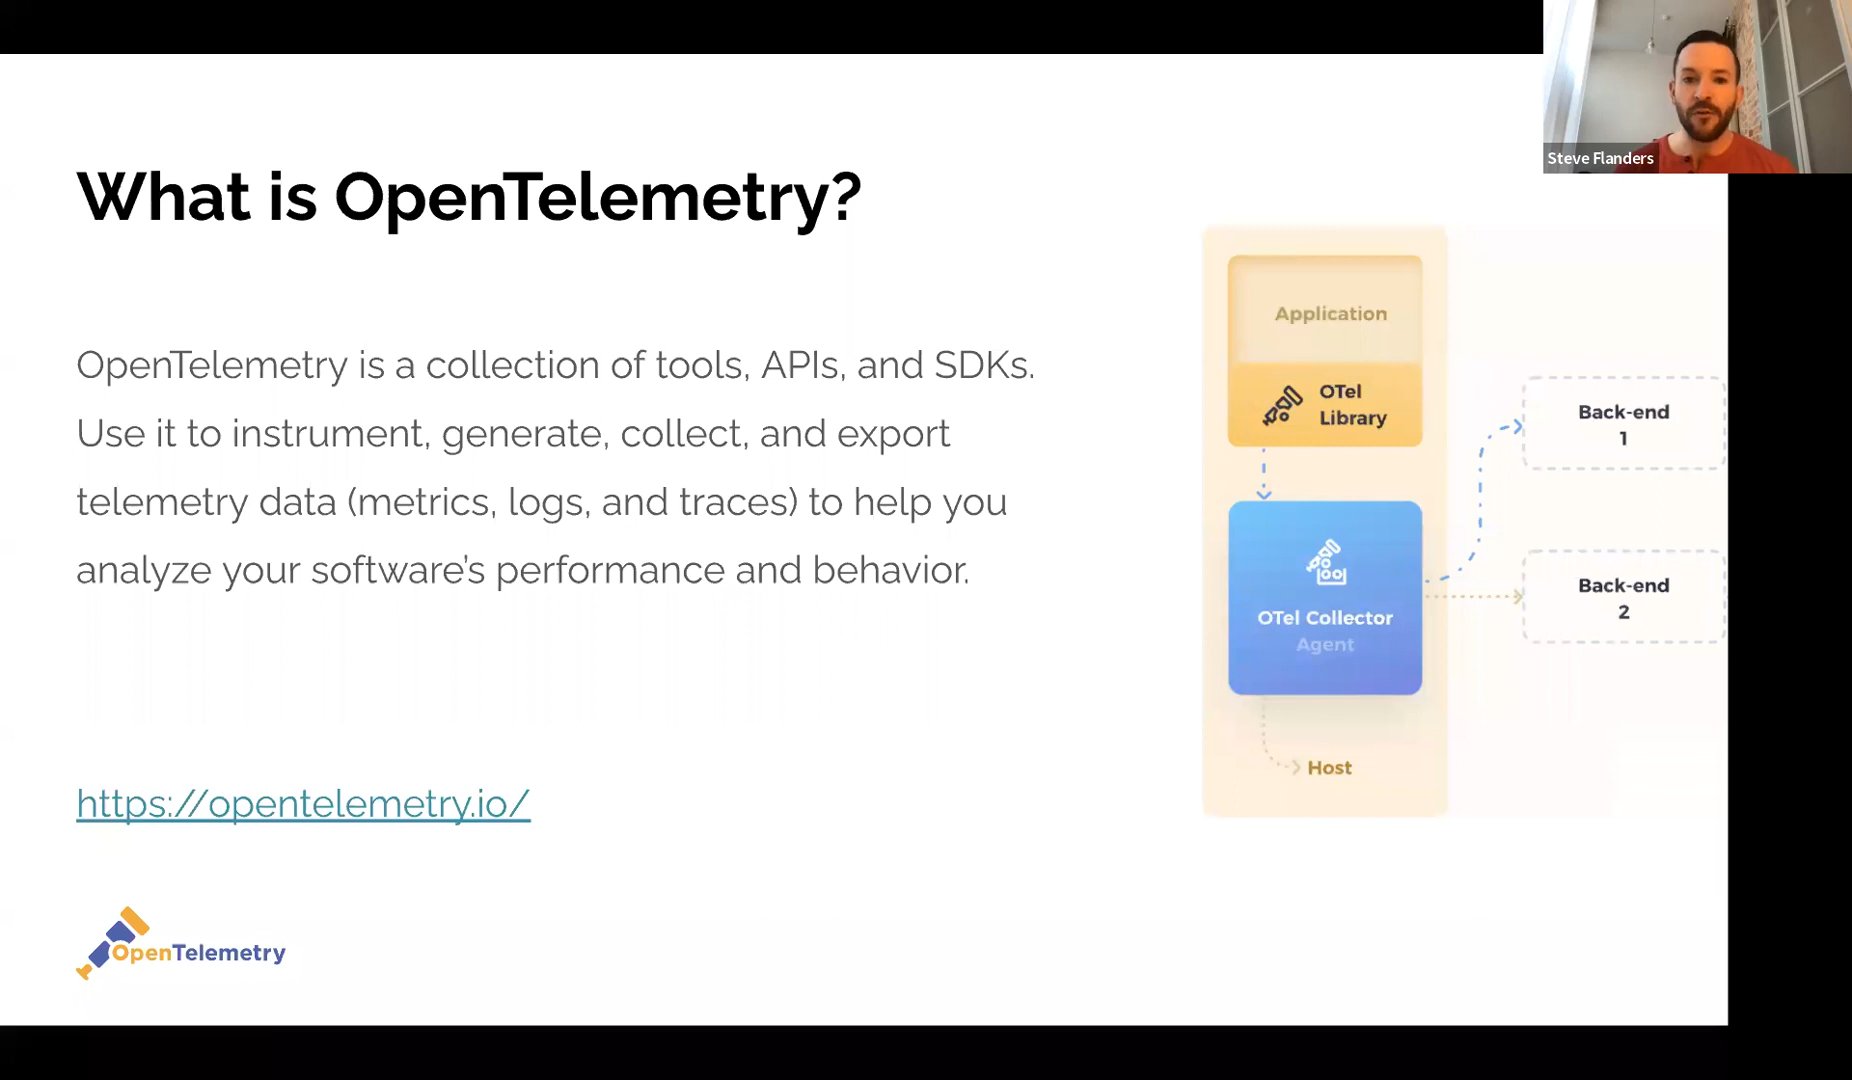 Steve Flanders
What is OpenTelemetry?
OpenTelemetry is a collection of tools, APIs, and SDKs.
Use it to instrument, generate, collect, and export
telemetry data (metrics, logs, and traces) to help you
analyze your software’s performance and behavior.
https://opentelemetry.io/
OpenTelemetry
Application
OTel
Library
OTel Collector
Agent
Host
Back-end
1
Back-end
2